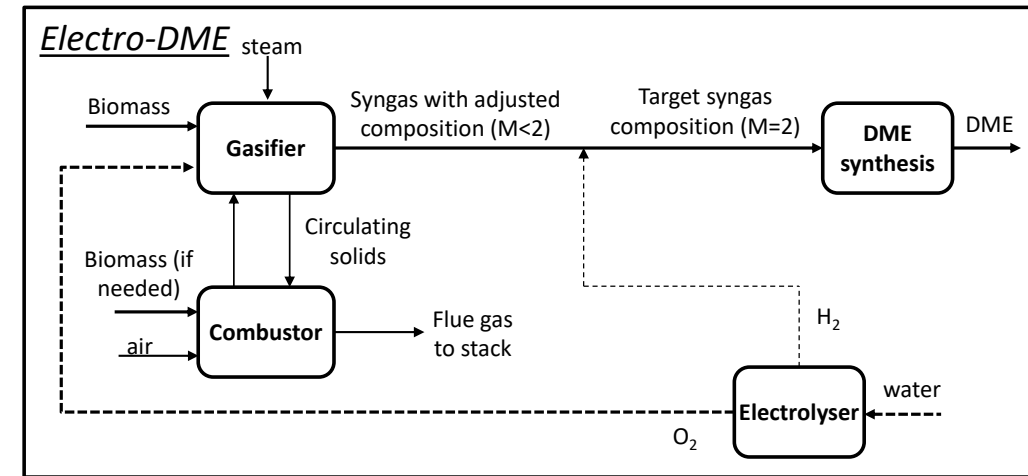 Electro-DME
steam
Biomass
Gasifier
Syngas with adjusted
composition (M<2)
Target syngas
composition (M=2)
DME
synthesis
DME
Circulating
solids
Biomass (if
needed)
air
Combustor
Flue gas
to stack
H₂
water
Electrolyser
O₂